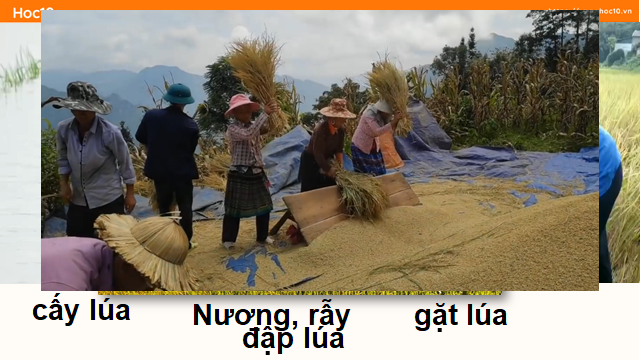 Hoc10
hoc10.vn
cấy lúa
Nương, rẫy
gặt lúa
đập lúa